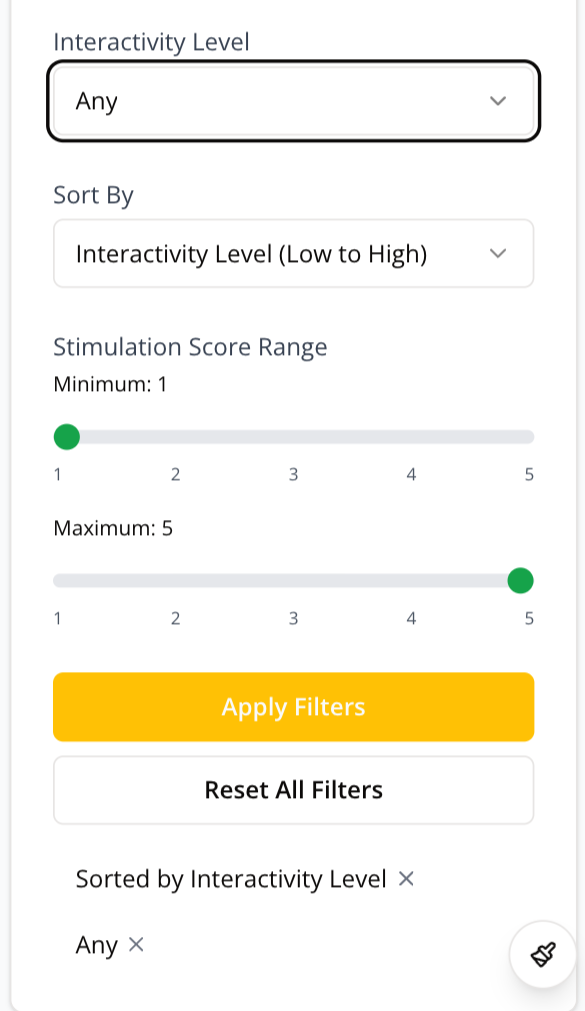 Interactivity Level
Any
Sort By
Interactivity Level (Low to High)
Stimulation Score Range
Minimum: 1
1 2 3 4 5
Maximum: 5
1 2 3 4 5
Apply Filters
Reset All Filters
Sorted by Interactivity Level ×
Any ×